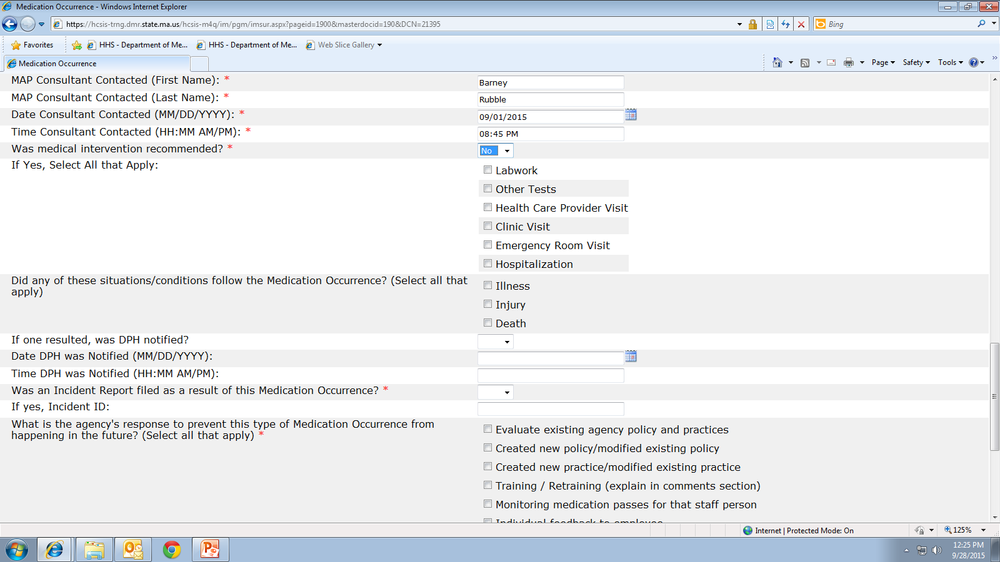 Medication Occurrence - Windows Internet Explorer
https://hcsis-trng.dmr.state.ma.us/hcsis-m4q/im/pgm/imsur.aspx?pageid=1900&masterdocid=190&DCN=21395
Bing
Favorites
HHS - Department of Me...
HHS - Department of Me...
Web Slice Gallery
Medication Occurrence
Page
Safety
Tools
MAP Consultant Contacted (First Name): *
Barney
MAP Consultant Contacted (Last Name): *
Rubble
Date Consultant Contacted (MM/DD/YYYY): *
09/01/2015
Time Consultant Contacted (HH:MM AM/PM): *
08:45 PM
Was medical intervention recommended? *
No
If Yes, Select All that Apply:
Labwork
Other Tests
Health Care Provider Visit
Clinic Visit
Emergency Room Visit
Hospitalization
Did any of these situations/conditions follow the Medication Occurrence? (Select all that
apply)
Illness
Injury
Death
If one resulted, was DPH notified?
Date DPH was Notified (MM/DD/YYYY):
Time DPH was Notified (HH:MM AM/PM):
Was an Incident Report filed as a result of this Medication Occurrence? *
If yes, Incident ID:
What is the agency's response to prevent this type of Medication Occurrence from
happening in the future? (Select all that apply) *
Evaluate existing agency policy and practices
Created new policy/modified existing policy
Created new practice/modified existing practice
Training / Retraining (explain in comments section)
Monitoring medication passes for that staff person
Individual feedback to employee
Internet | Protected Mode: On
125%
12:25 PM
9/28/2015